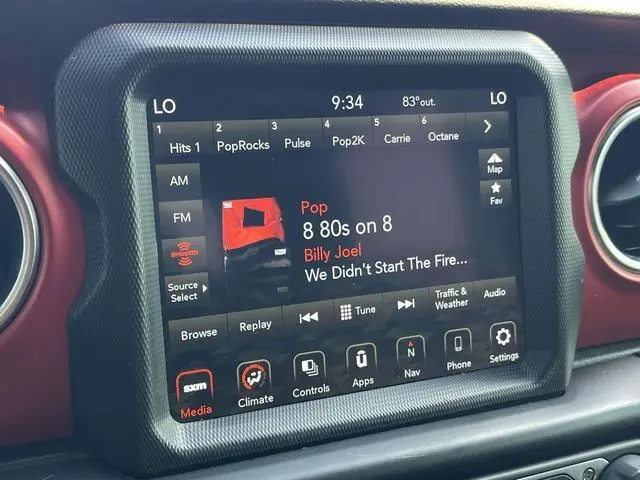 LO 9:34 83°out. LO
1 Hits 1 2 PopRocks 3 Pulse 4 Pop2K 5 Carrie 6 Octane
AM
Map
FM
Fav
Pop
8 80s on 8
Billy Joel
We Didn't Start The Fire...
siriusxm
Source
Select
Browse Replay Tune Traffic &
Weather Audio
sxm N
Media Climate Controls Apps Nav Phone Settings